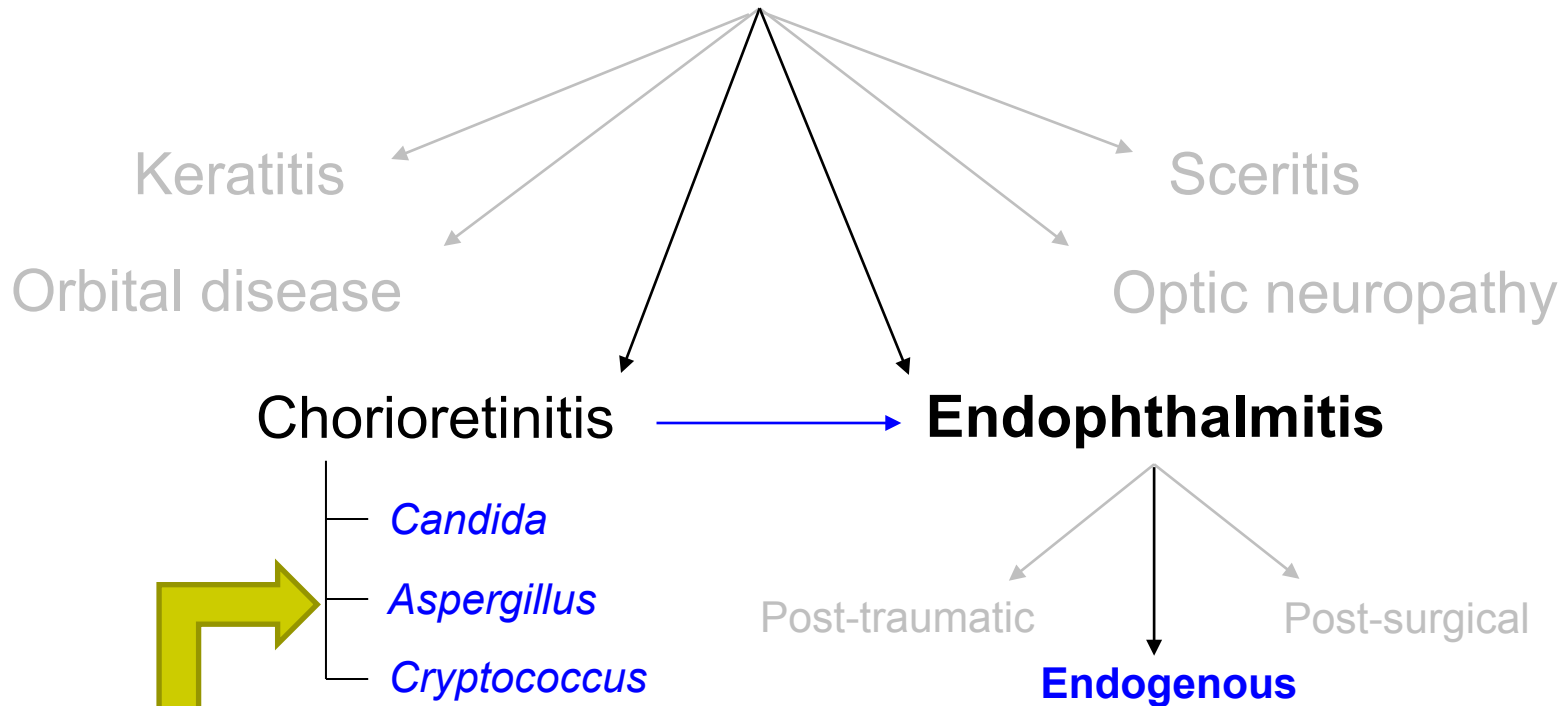 Keratitis
Sceritis
Orbital disease
Optic neuropathy
Chorioretinitis
Endophthalmitis
Candida
Aspergillus
Cryptococcus
Post-traumatic
Post-surgical
Endogenous